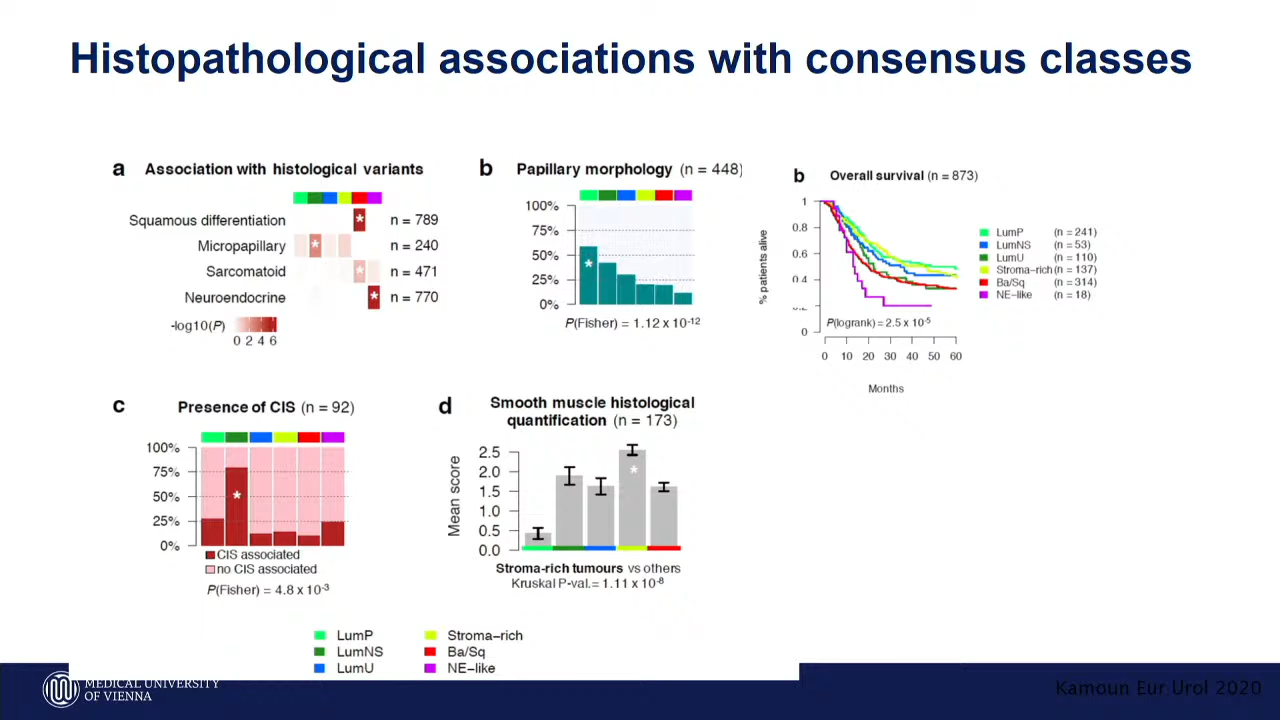 Histopathological associations with consensus classes
a Association with histological variants
Squamous differentiation * n = 789
Micropapillary * n = 240
Sarcomatoid * n = 471
Neuroendocrine * n = 770
-log10(P)
0 2 4 6
b Papillary morphology (n = 448)
100%
75%
50%
25%
0%
*
P(Fisher) = 1.12 x 10-12
b Overall survival (n = 873)
% patients alive
1
0.8
0.6
0.4
0
P(logrank) = 2.5 x 10-5
0 10 20 30 40 50 60
Months
LumP (n = 241)
LumNS (n = 53)
LumU (n = 110)
Stroma-rich (n = 137)
Ba/Sq (n = 314)
NE-like (n = 18)
c Presence of CIS (n = 92)
100%
75%
50%
25%
0%
*
CIS associated
no CIS associated
P(Fisher) = 4.8 x 10-3
d Smooth muscle histological
quantification (n = 173)
Mean score
2.5
2.0
1.5
1.0
0.5
0.0
*
Stroma-rich tumours vs others
Kruskal P-val.= 1.11 x 10-8
LumP
LumNS
LumU
Stroma-rich
Ba/Sq
NE-like
MEDICAL UNIVERSITY
OF VIENNA
Kamoun Eur Urol 2020